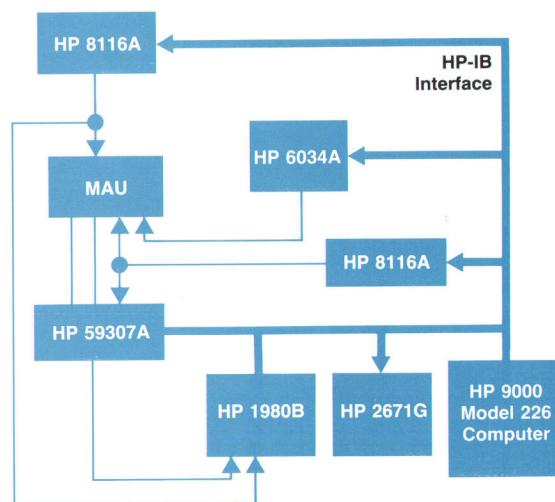 HP 8116A
HP-IB
Interface
HP 6034A
MAU
HP 8116A
HP 59307A
HP 1980B
HP 2671G
HP 9000
Model 226
Computer